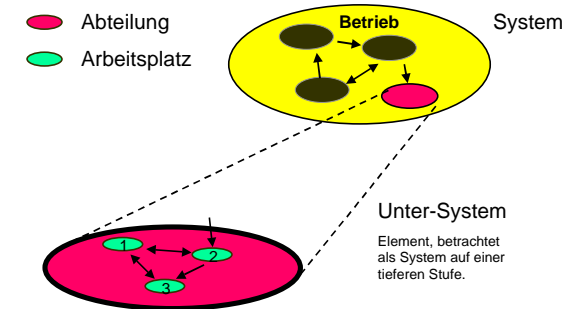 Abteilung
Arbeitsplatz
Betrieb
System
Unter-System
Element, betrachtet
als System auf einer
tieferen Stufe.
1
2
3